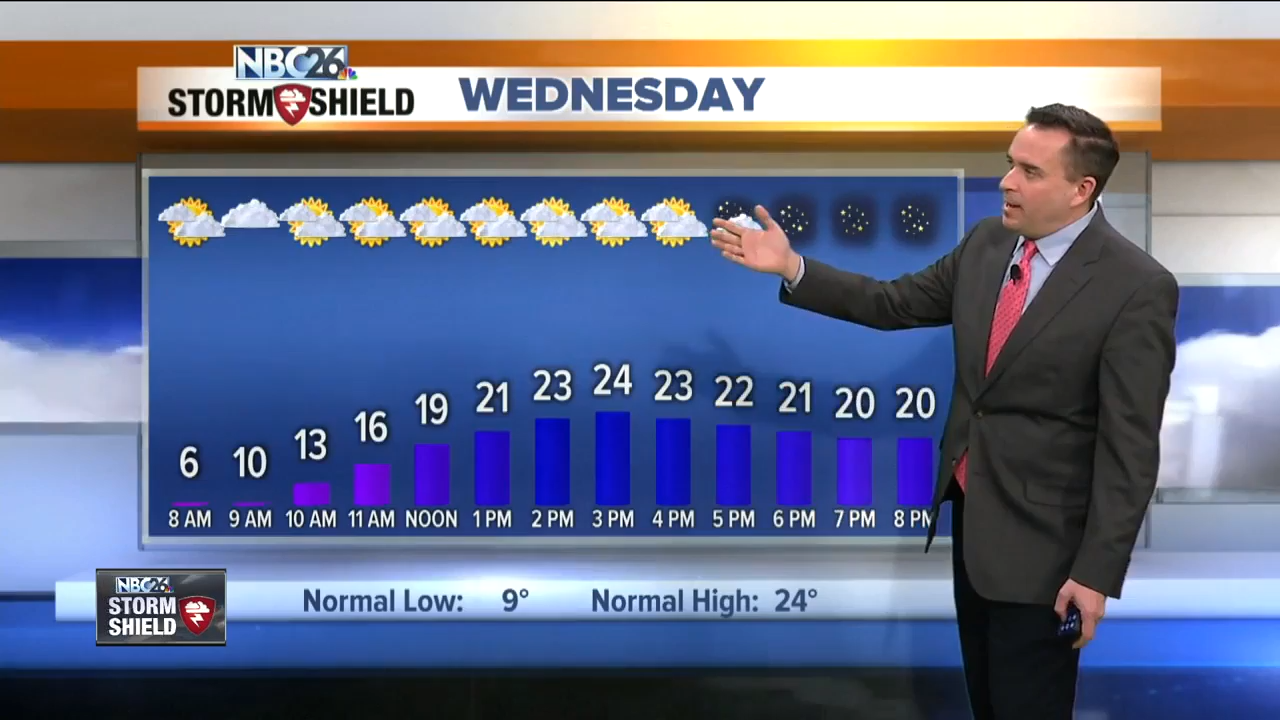 NBC26
STORM SHIELD
WEDNESDAY
6 10 13 16 19 21 23 24 23 22 21 20 20
8 AM 9 AM 10 AM 11 AM NOON 1 PM 2 PM 3 PM 4 PM 5 PM 6 PM 7 PM 8 PM
NBC26
STORM
SHIELD
Normal Low: 9° Normal High: 24°